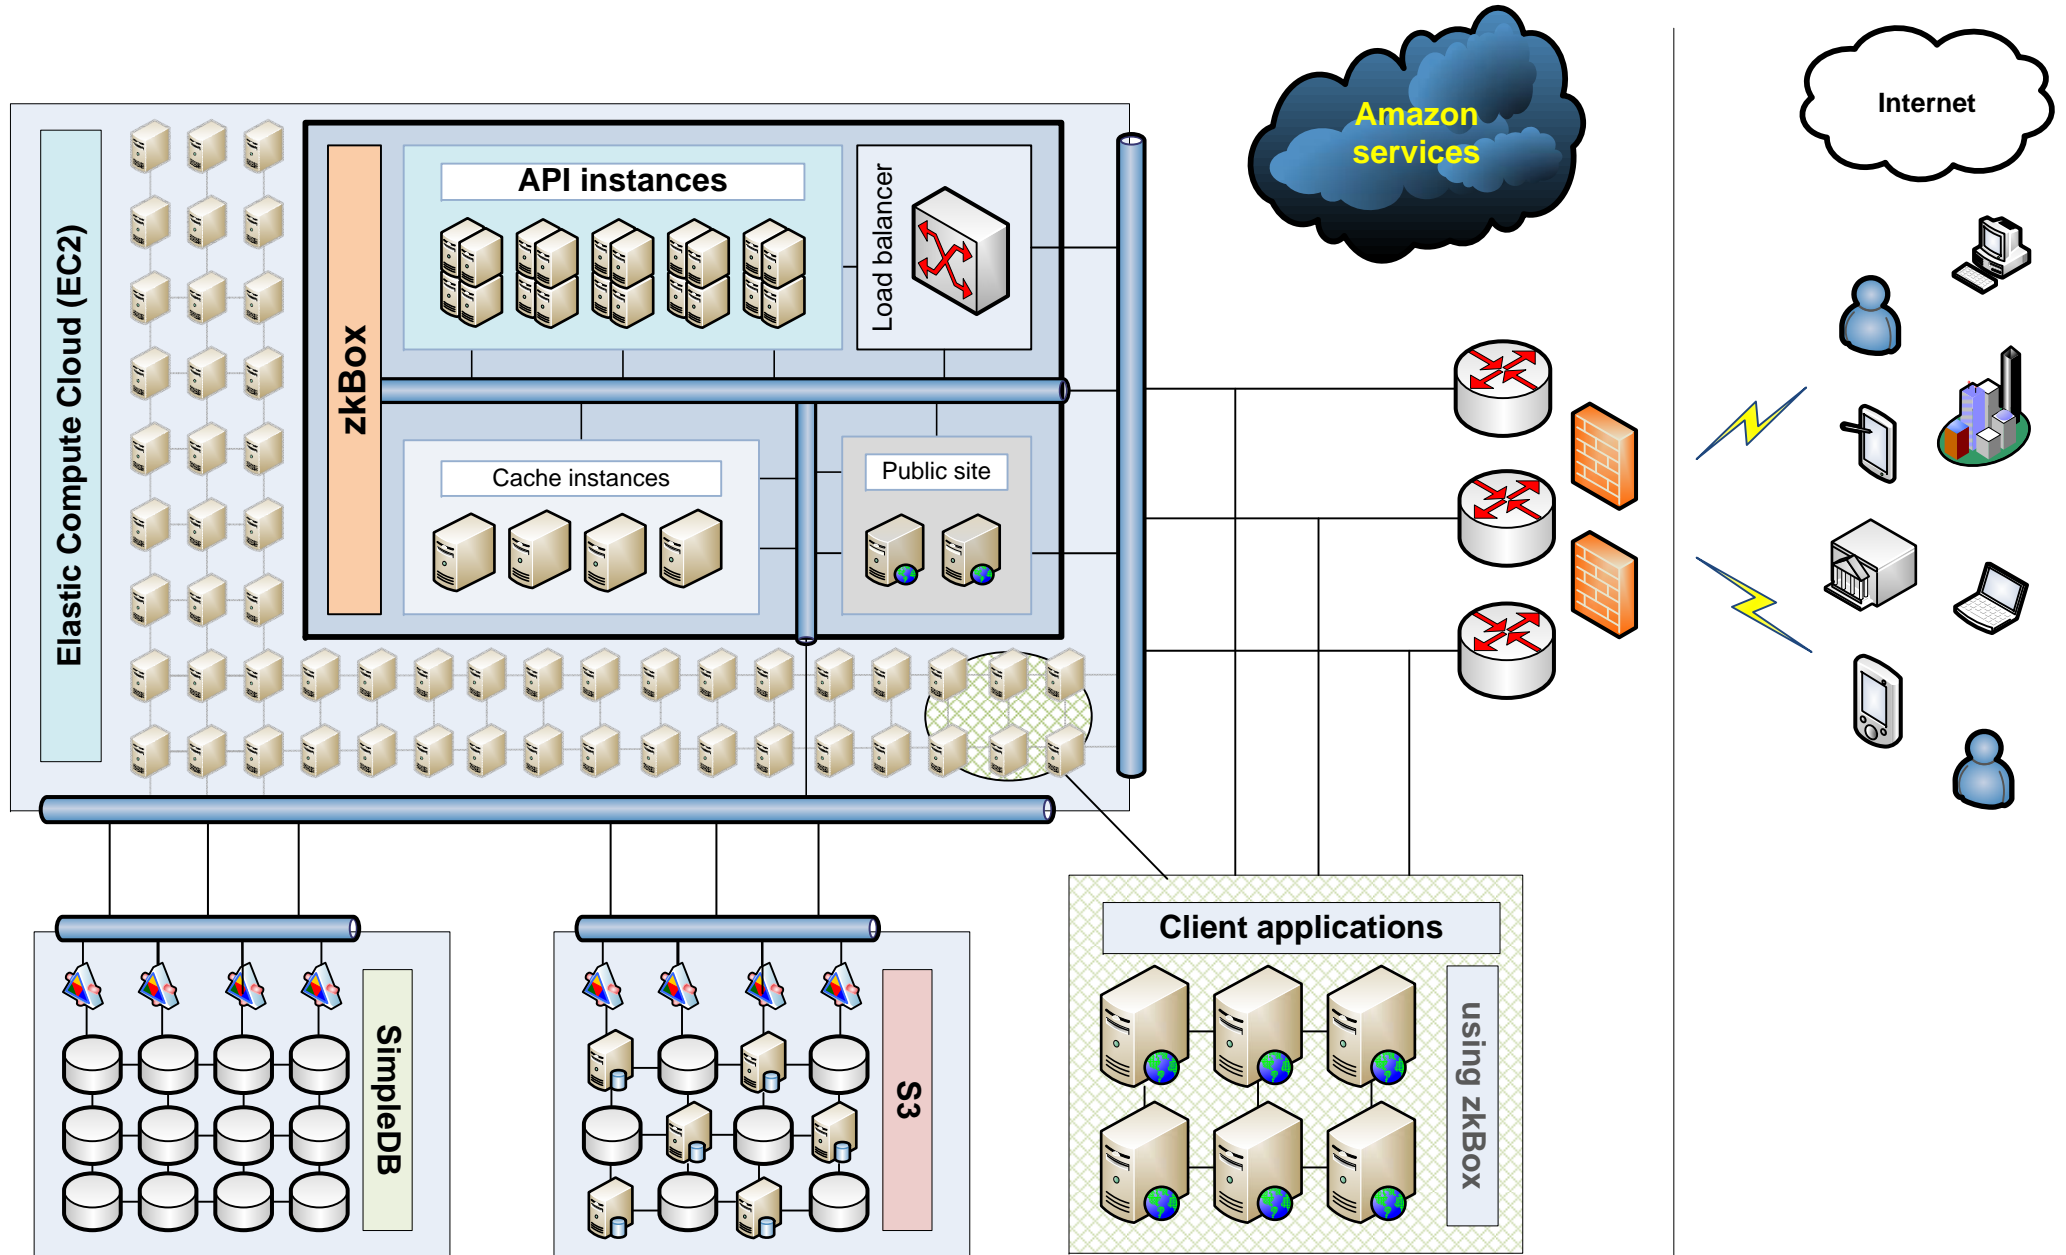 Amazon
services
Internet
Elastic Compute Cloud (EC2)
zkBox
API instances
Load balancer
Cache instances
Public site
Client applications
using zkBox
SimpleDB
S3